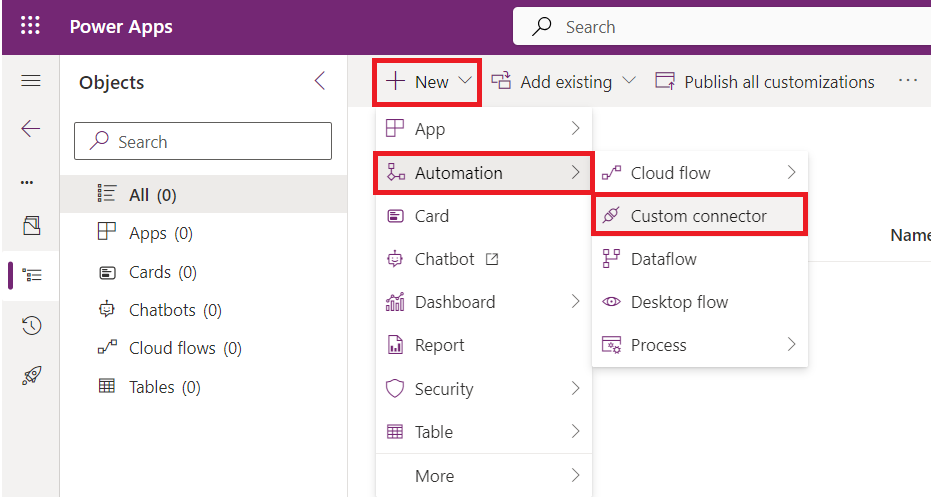 Power Apps
Search
Objects
New
Add existing
Publish all customizations
...
Search
All (0)
Apps (0)
Cards (0)
Chatbots (0)
Cloud flows (0)
Tables (0)
App
Automation
Card
Chatbot
Dashboard
Report
Security
Table
More
Cloud flow
Custom connector
Dataflow
Desktop flow
Process
Name